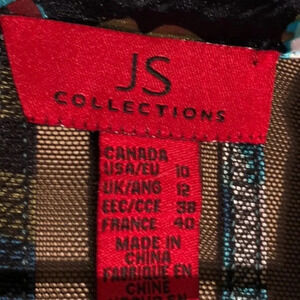 JS
COLLECTIONS
CANADA
USA/EU 10
UK/ANG 12
EEC/CCE 38
FRANCE 40
MADE IN
CHINA
FABRIQUE EN
CHINE